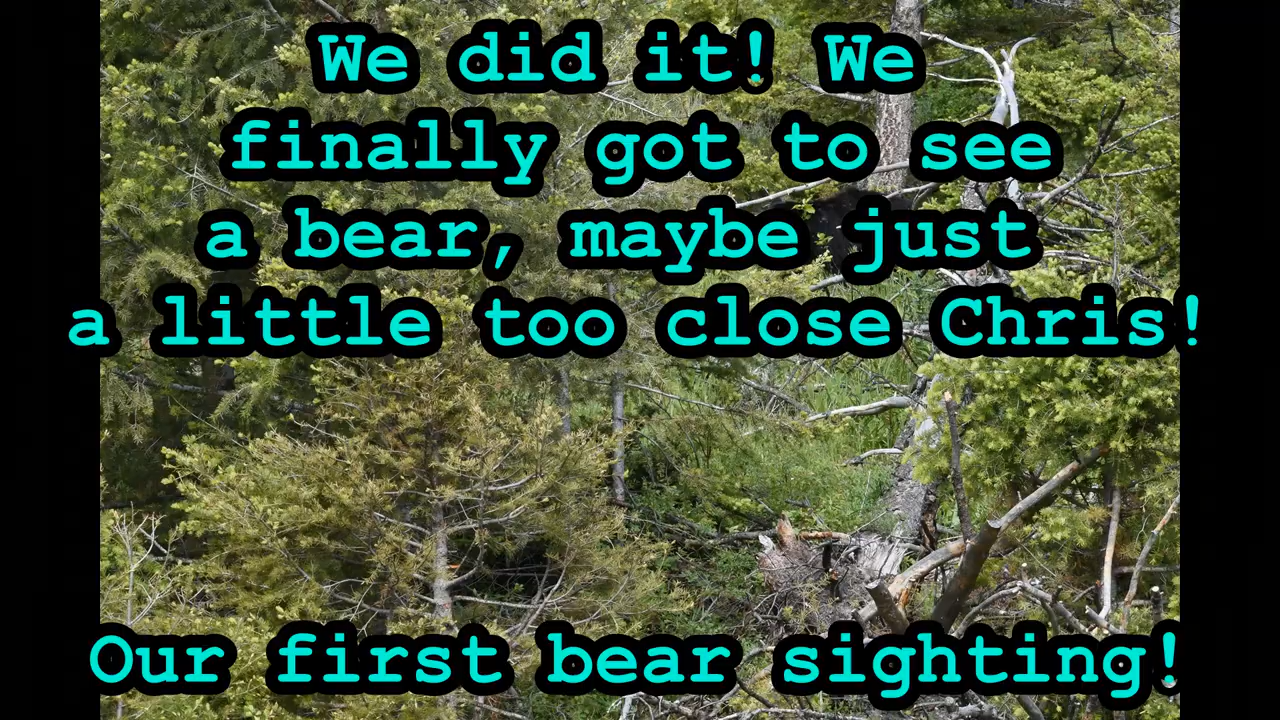 We did it! We
finally got to see
a bear, maybe just
a little too close Chris!
Our first bear sighting!